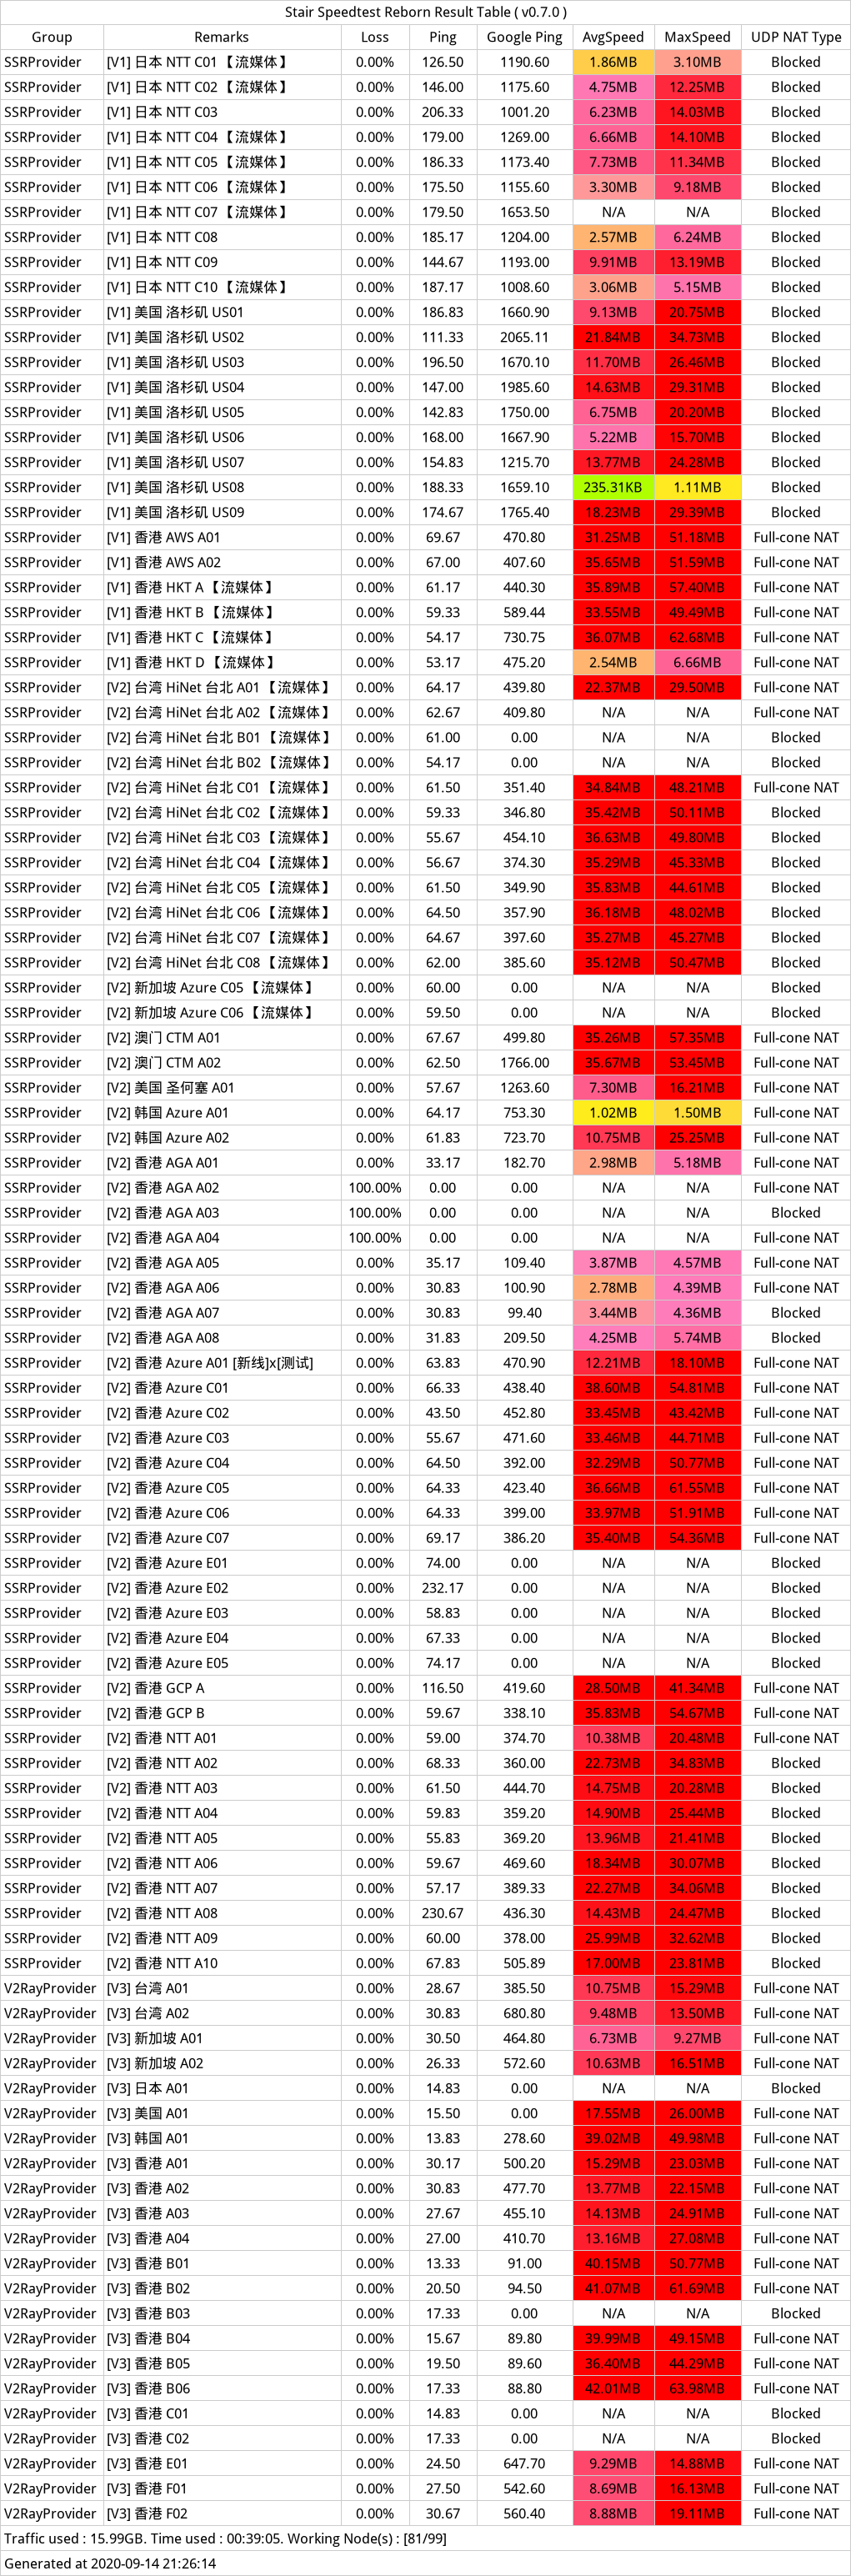 Stair Speedtest Reborn Result Table ( v0.7.0 )
Group Remarks Loss Ping Google Ping AvgSpeed MaxSpeed UDP NAT Type
SSRProvider [V1] 日本 NTT C01【流媒体】 0.00% 126.50 1190.60 1.86MB 3.10MB Blocked
SSRProvider [V1] 日本 NTT C02【流媒体】 0.00% 146.00 1175.60 4.75MB 12.25MB Blocked
SSRProvider [V1] 日本 NTT C03 0.00% 206.33 1001.20 6.23MB 14.03MB Blocked
SSRProvider [V1] 日本 NTT C04【流媒体】 0.00% 179.00 1269.00 6.66MB 14.10MB Blocked
SSRProvider [V1] 日本 NTT C05【流媒体】 0.00% 186.33 1173.40 7.73MB 11.34MB Blocked
SSRProvider [V1] 日本 NTT C06【流媒体】 0.00% 175.50 1155.60 3.30MB 9.18MB Blocked
SSRProvider [V1] 日本 NTT C07【流媒体】 0.00% 179.50 1653.50 N/A N/A Blocked
SSRProvider [V1] 日本 NTT C08 0.00% 185.17 1204.00 2.57MB 6.24MB Blocked
SSRProvider [V1] 日本 NTT C09 0.00% 144.67 1193.00 9.91MB 13.19MB Blocked
SSRProvider [V1] 日本 NTT C10【流媒体】 0.00% 187.17 1008.60 3.06MB 5.15MB Blocked
SSRProvider [V1] 美国 洛杉矶 US01 0.00% 186.83 1660.90 9.13MB 20.75MB Blocked
SSRProvider [V1] 美国 洛杉矶 US02 0.00% 111.33 2065.11 21.84MB 34.73MB Blocked
SSRProvider [V1] 美国 洛杉矶 US03 0.00% 196.50 1670.10 11.70MB 26.46MB Blocked
SSRProvider [V1] 美国 洛杉矶 US04 0.00% 147.00 1985.60 14.63MB 29.31MB Blocked
SSRProvider [V1] 美国 洛杉矶 US05 0.00% 142.83 1750.00 6.75MB 20.20MB Blocked
SSRProvider [V1] 美国 洛杉矶 US06 0.00% 168.00 1667.90 5.22MB 15.70MB Blocked
SSRProvider [V1] 美国 洛杉矶 US07 0.00% 154.83 1215.70 13.77MB 24.28MB Blocked
SSRProvider [V1] 美国 洛杉矶 US08 0.00% 188.33 1659.10 235.31KB 1.11MB Blocked
SSRProvider [V1] 美国 洛杉矶 US09 0.00% 174.67 1765.40 18.23MB 29.39MB Blocked
SSRProvider [V1] 香港 AWS A01 0.00% 69.67 470.80 31.25MB 51.18MB Full-cone NAT
SSRProvider [V1] 香港 AWS A02 0.00% 67.00 407.60 35.65MB 51.59MB Full-cone NAT
SSRProvider [V1] 香港 HKT A【流媒体】 0.00% 61.17 440.30 35.89MB 57.40MB Full-cone NAT
SSRProvider [V1] 香港 HKT B【流媒体】 0.00% 59.33 589.44 33.55MB 49.49MB Full-cone NAT
SSRProvider [V1] 香港 HKT C【流媒体】 0.00% 54.17 730.75 36.07MB 62.68MB Full-cone NAT
SSRProvider [V1] 香港 HKT D【流媒体】 0.00% 53.17 475.20 2.54MB 6.66MB Full-cone NAT
SSRProvider [V2] 台湾 HiNet 台北 A01【流媒体】 0.00% 64.17 439.80 22.37MB 29.50MB Full-cone NAT
SSRProvider [V2] 台湾 HiNet 台北 A02【流媒体】 0.00% 62.67 409.80 N/A N/A Full-cone NAT
SSRProvider [V2] 台湾 HiNet 台北 B01【流媒体】 0.00% 61.00 0.00 N/A N/A Blocked
SSRProvider [V2] 台湾 HiNet 台北 B02【流媒体】 0.00% 54.17 0.00 N/A N/A Blocked
SSRProvider [V2] 台湾 HiNet 台北 C01【流媒体】 0.00% 61.50 351.40 34.84MB 48.21MB Full-cone NAT
SSRProvider [V2] 台湾 HiNet 台北 C02【流媒体】 0.00% 59.33 346.80 35.42MB 50.11MB Blocked
SSRProvider [V2] 台湾 HiNet 台北 C03【流媒体】 0.00% 55.67 454.10 36.63MB 49.80MB Blocked
SSRProvider [V2] 台湾 HiNet 台北 C04【流媒体】 0.00% 56.67 374.30 35.29MB 45.33MB Blocked
SSRProvider [V2] 台湾 HiNet 台北 C05【流媒体】 0.00% 61.50 349.90 35.83MB 44.61MB Blocked
SSRProvider [V2] 台湾 HiNet 台北 C06【流媒体】 0.00% 64.50 357.90 36.18MB 48.02MB Blocked
SSRProvider [V2] 台湾 HiNet 台北 C07【流媒体】 0.00% 64.67 397.60 35.27MB 45.27MB Blocked
SSRProvider [V2] 台湾 HiNet 台北 C08【流媒体】 0.00% 62.00 385.60 35.12MB 50.47MB Blocked
SSRProvider [V2] 新加坡 Azure C05【流媒体】 0.00% 60.00 0.00 N/A N/A Blocked
SSRProvider [V2] 新加坡 Azure C06【流媒体】 0.00% 59.50 0.00 N/A N/A Blocked
SSRProvider [V2] 澳门 CTM A01 0.00% 67.67 499.80 35.26MB 57.35MB Full-cone NAT
SSRProvider [V2] 澳门 CTM A02 0.00% 62.50 1766.00 35.67MB 53.45MB Full-cone NAT
SSRProvider [V2] 美国 圣何塞 A01 0.00% 57.67 1263.60 7.30MB 16.21MB Full-cone NAT
SSRProvider [V2] 韩国 Azure A01 0.00% 64.17 753.30 1.02MB 1.50MB Full-cone NAT
SSRProvider [V2] 韩国 Azure A02 0.00% 61.83 723.70 10.75MB 25.25MB Full-cone NAT
SSRProvider [V2] 香港 AGA A01 0.00% 33.17 182.70 2.98MB 5.18MB Full-cone NAT
SSRProvider [V2] 香港 AGA A02 100.00% 0.00 0.00 N/A N/A Full-cone NAT
SSRProvider [V2] 香港 AGA A03 100.00% 0.00 0.00 N/A N/A Blocked
SSRProvider [V2] 香港 AGA A04 100.00% 0.00 0.00 N/A N/A Full-cone NAT
SSRProvider [V2] 香港 AGA A05 0.00% 35.17 109.40 3.87MB 4.57MB Full-cone NAT
SSRProvider [V2] 香港 AGA A06 0.00% 30.83 100.90 2.78MB 4.39MB Full-cone NAT
SSRProvider [V2] 香港 AGA A07 0.00% 30.83 99.40 3.44MB 4.36MB Blocked
SSRProvider [V2] 香港 AGA A08 0.00% 31.83 209.50 4.25MB 5.74MB Blocked
SSRProvider [V2] 香港 Azure A01 [新线]x[测试] 0.00% 63.83 470.90 12.21MB 18.10MB Full-cone NAT
SSRProvider [V2] 香港 Azure C01 0.00% 66.33 438.40 38.60MB 54.81MB Full-cone NAT
SSRProvider [V2] 香港 Azure C02 0.00% 43.50 452.80 33.45MB 43.42MB Full-cone NAT
SSRProvider [V2] 香港 Azure C03 0.00% 55.67 471.60 33.46MB 44.71MB Full-cone NAT
SSRProvider [V2] 香港 Azure C04 0.00% 64.50 392.00 32.29MB 50.77MB Full-cone NAT
SSRProvider [V2] 香港 Azure C05 0.00% 64.33 423.40 36.66MB 61.55MB Full-cone NAT
SSRProvider [V2] 香港 Azure C06 0.00% 64.33 399.00 33.97MB 51.91MB Full-cone NAT
SSRProvider [V2] 香港 Azure C07 0.00% 69.17 386.20 35.40MB 54.36MB Full-cone NAT
SSRProvider [V2] 香港 Azure E01 0.00% 74.00 0.00 N/A N/A Blocked
SSRProvider [V2] 香港 Azure E02 0.00% 232.17 0.00 N/A N/A Blocked
SSRProvider [V2] 香港 Azure E03 0.00% 58.83 0.00 N/A N/A Blocked
SSRProvider [V2] 香港 Azure E04 0.00% 67.33 0.00 N/A N/A Blocked
SSRProvider [V2] 香港 Azure E05 0.00% 74.17 0.00 N/A N/A Blocked
SSRProvider [V2] 香港 GCP A 0.00% 116.50 419.60 28.50MB 41.34MB Full-cone NAT
SSRProvider [V2] 香港 GCP B 0.00% 59.67 338.10 35.83MB 54.67MB Full-cone NAT
SSRProvider [V2] 香港 NTT A01 0.00% 59.00 374.70 10.38MB 20.48MB Full-cone NAT
SSRProvider [V2] 香港 NTT A02 0.00% 68.33 360.00 22.73MB 34.83MB Blocked
SSRProvider [V2] 香港 NTT A03 0.00% 61.50 444.70 14.75MB 20.28MB Blocked
SSRProvider [V2] 香港 NTT A04 0.00% 59.83 359.20 14.90MB 25.44MB Blocked
SSRProvider [V2] 香港 NTT A05 0.00% 55.83 369.20 13.96MB 21.41MB Blocked
SSRProvider [V2] 香港 NTT A06 0.00% 59.67 469.60 18.34MB 30.07MB Blocked
SSRProvider [V2] 香港 NTT A07 0.00% 57.17 389.33 22.27MB 34.06MB Blocked
SSRProvider [V2] 香港 NTT A08 0.00% 230.67 436.30 14.43MB 24.47MB Blocked
SSRProvider [V2] 香港 NTT A09 0.00% 60.00 378.00 25.99MB 32.62MB Blocked
SSRProvider [V2] 香港 NTT A10 0.00% 67.83 505.89 17.00MB 23.81MB Blocked
V2RayProvider [V3] 台湾 A01 0.00% 28.67 385.50 10.75MB 15.29MB Full-cone NAT
V2RayProvider [V3] 台湾 A02 0.00% 30.83 680.80 9.48MB 13.50MB Full-cone NAT
V2RayProvider [V3] 新加坡 A01 0.00% 30.50 464.80 6.73MB 9.27MB Full-cone NAT
V2RayProvider [V3] 新加坡 A02 0.00% 26.33 572.60 10.63MB 16.51MB Full-cone NAT
V2RayProvider [V3] 日本 A01 0.00% 14.83 0.00 N/A N/A Blocked
V2RayProvider [V3] 美国 A01 0.00% 15.50 0.00 17.55MB 26.00MB Full-cone NAT
V2RayProvider [V3] 韩国 A01 0.00% 13.83 278.60 39.02MB 49.98MB Full-cone NAT
V2RayProvider [V3] 香港 A01 0.00% 30.17 500.20 15.29MB 23.03MB Full-cone NAT
V2RayProvider [V3] 香港 A02 0.00% 30.83 477.70 13.77MB 22.15MB Full-cone NAT
V2RayProvider [V3] 香港 A03 0.00% 27.67 455.10 14.13MB 24.91MB Full-cone NAT
V2RayProvider [V3] 香港 A04 0.00% 27.00 410.70 13.16MB 27.08MB Full-cone NAT
V2RayProvider [V3] 香港 B01 0.00% 13.33 91.00 40.15MB 50.77MB Full-cone NAT
V2RayProvider [V3] 香港 B02 0.00% 20.50 94.50 41.07MB 61.69MB Full-cone NAT
V2RayProvider [V3] 香港 B03 0.00% 17.33 0.00 N/A N/A Blocked
V2RayProvider [V3] 香港 B04 0.00% 15.67 89.80 39.99MB 49.15MB Full-cone NAT
V2RayProvider [V3] 香港 B05 0.00% 19.50 89.60 36.40MB 44.29MB Full-cone NAT
V2RayProvider [V3] 香港 B06 0.00% 17.33 88.80 42.01MB 63.98MB Full-cone NAT
V2RayProvider [V3] 香港 C01 0.00% 14.83 0.00 N/A N/A Blocked
V2RayProvider [V3] 香港 C02 0.00% 17.33 0.00 N/A N/A Blocked
V2RayProvider [V3] 香港 E01 0.00% 24.50 647.70 9.29MB 14.88MB Full-cone NAT
V2RayProvider [V3] 香港 F01 0.00% 27.50 542.60 8.69MB 16.13MB Full-cone NAT
V2RayProvider [V3] 香港 F02 0.00% 30.67 560.40 8.88MB 19.11MB Full-cone NAT
Traffic used : 15.99GB. Time used : 00:39:05. Working Node(s) : [81/99]
Generated at 2020-09-14 21:26:14